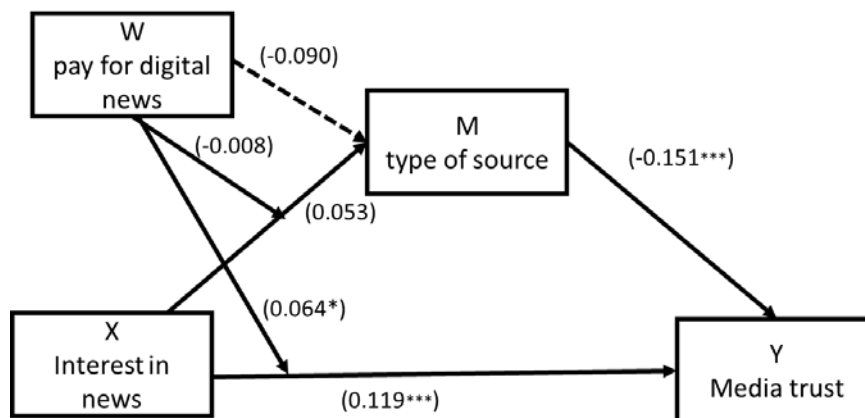 W
pay for digital
news
(-0.090)
(-0.008)
M
type of source
(-0.151***)
(0.053)
(0.064*)
X
Interest in
news
(0.119***)
Y
Media trust